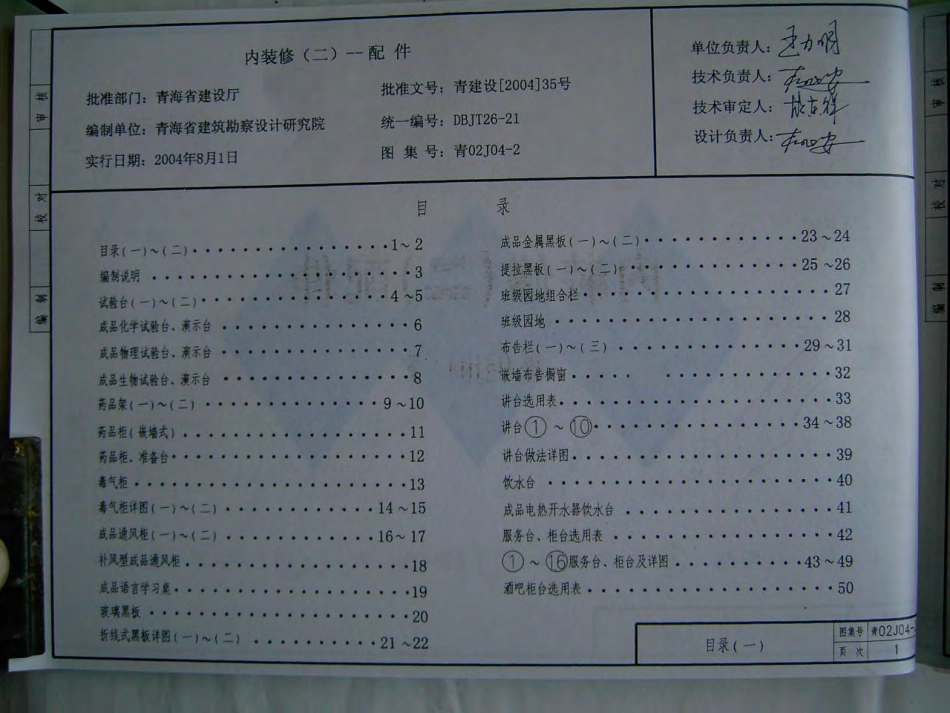 内装修（二）--配 件
批准部门：青海省建设厅
批准文号：青建设[2004]35号
编制单位：青海省建筑勘察设计研究院
统一编号：DBJT26-21
实行日期：2004年8月1日
图 集 号：青02J04-2
单位负责人：
技术负责人：
技术审定人：
设计负责人：
目 录
目录(一)～(二)·················1～2
编制说明·················3
试验台(一)～(二)·················4～5
成品化学试验台、演示台·················6
成品物理试验台、演示台·················7
成品生物试验台、演示台·················8
药品架(一)～(二)·················9～10
药品柜(嵌墙式)·················11
药品柜、准备台·················12
毒气柜·················13
毒气柜详图(一)～(二)·················14～15
成品通风柜(一)～(二)·················16～17
补风型成品通风柜·················18
成品语言学习桌·················19
玻璃黑板·················20
折线式黑板详图(一)～(二)·················21～22
成品金属黑板(一)～(二)·················23～24
提拉黑板(一)～(二)·················25～26
班级园地组合栏·················27
班级园地·················28
布告栏(一)～(三)·················29～31
嵌墙布告橱窗·················32
讲台选用表·················33
讲台①～⑩·················34～38
讲台做法详图·················39
饮水台·················40
成品电热开水器饮水台·················41
服务台、柜台选用表·················42
①～⑯服务台、柜台及详图·················43～49
酒吧柜台选用表·················50
目录(一)
图集号 青02J04-
页 次 1
审 核
校 对
编 制